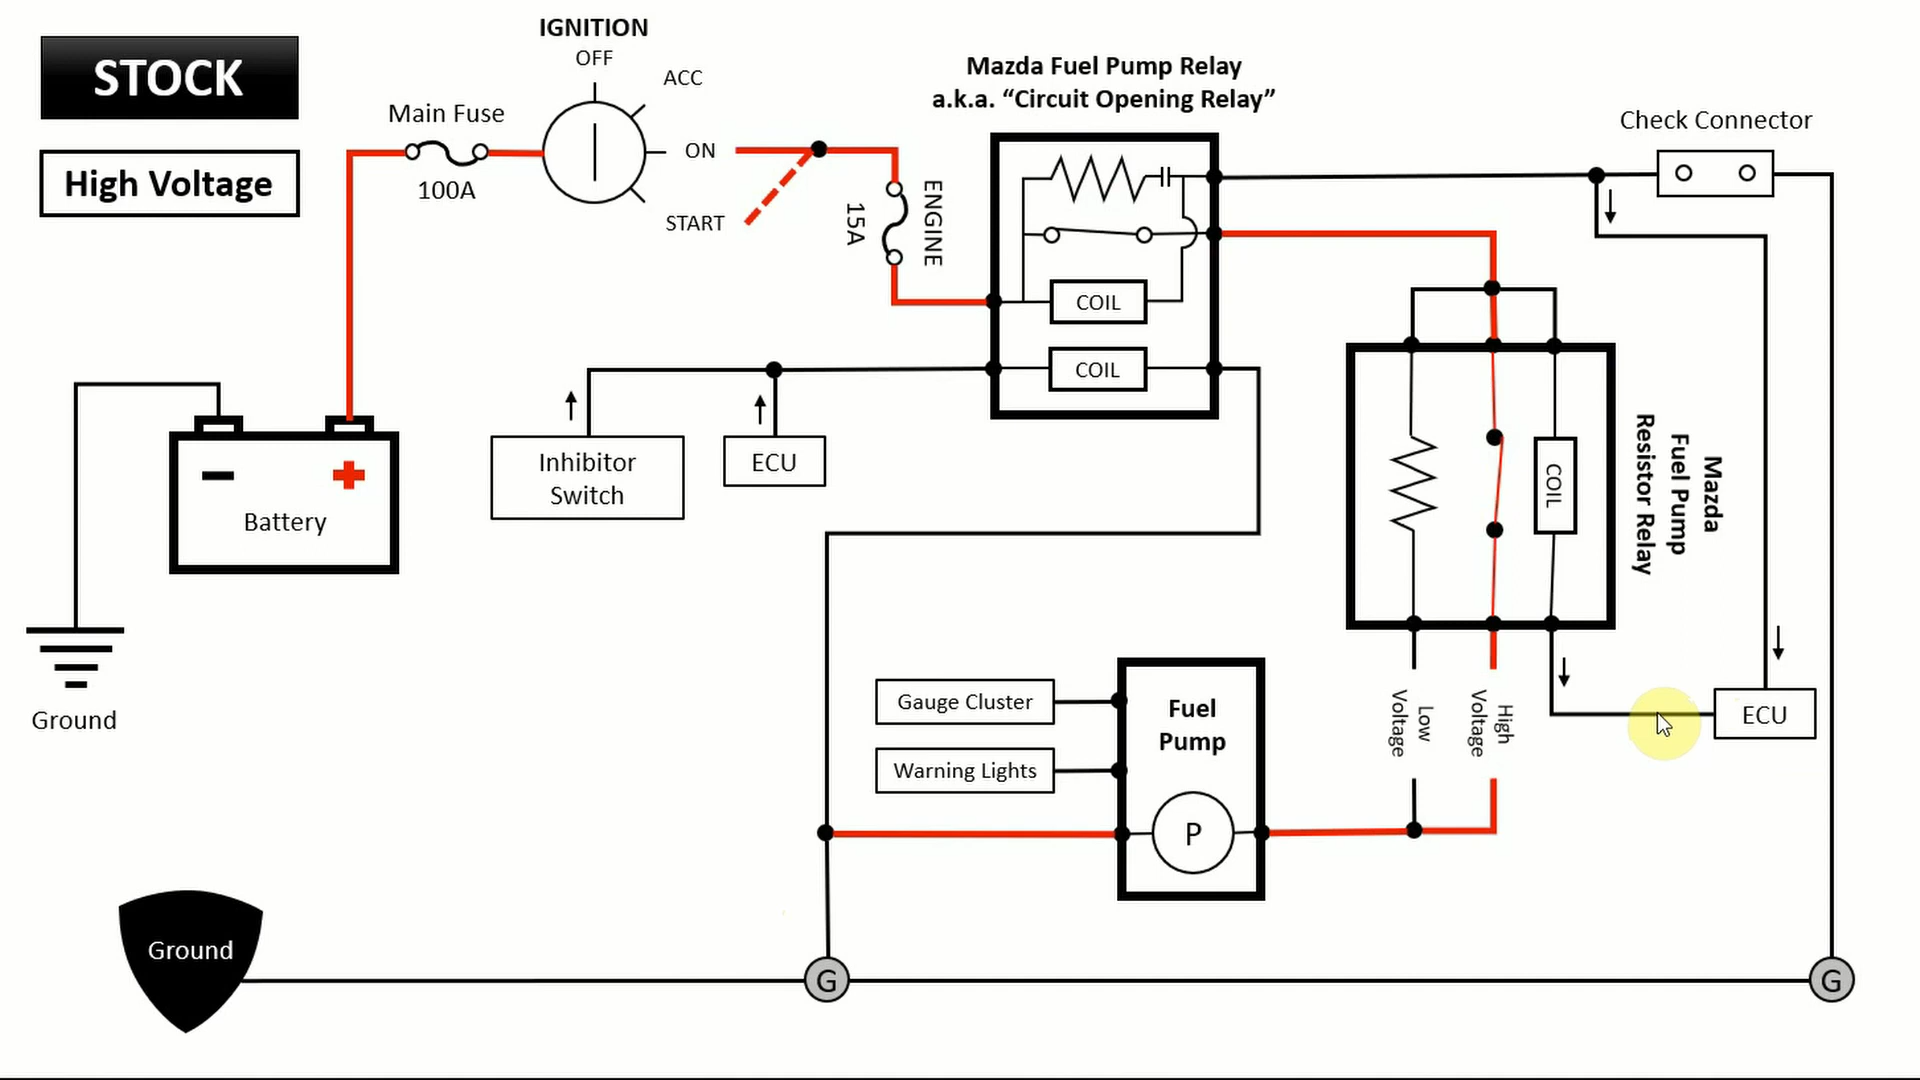 STOCK
High Voltage
IGNITION
OFF
ACC
ON
START
Main Fuse
100A
ENGINE
15A
Mazda Fuel Pump Relay
a.k.a. “Circuit Opening Relay”
COIL
COIL
Check Connector
Battery
Ground
Inhibitor
Switch
ECU
COIL
Mazda
Fuel Pump
Resistor Relay
Gauge Cluster
Warning Lights
Fuel
Pump
P
Low
Voltage
High
Voltage
ECU
Ground
G
G